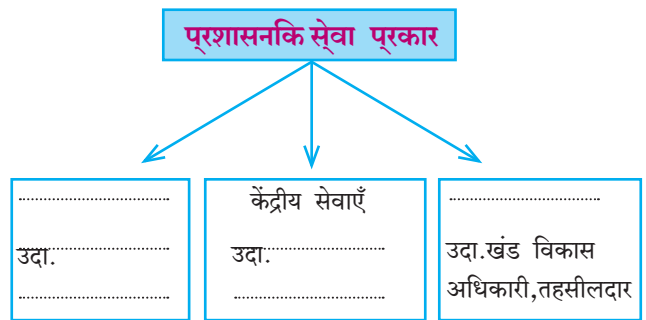 प्रशासनकि से्वा प्रकार
उदा.
केंद्रीय सेवाएँ
उदा.
उदा.खंड विकास
अधिकारी,तहसीलदार